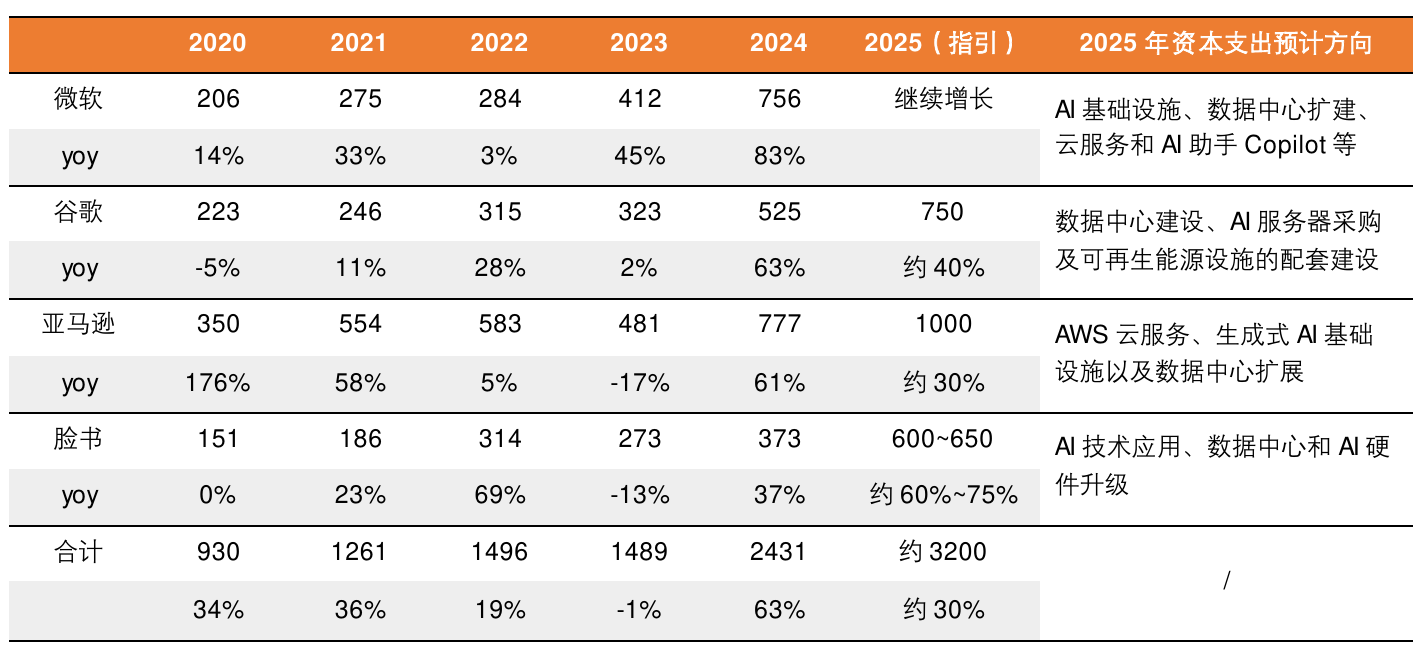 2020 2021 2022 2023 2024 2025（指引） 2025 年资本支出预计方向
微软 206 275 284 412 756 继续增长
AI 基础设施、数据中心扩建、
云服务和 AI 助手 Copilot 等
yoy 14% 33% 3% 45% 83%
谷歌 223 246 315 323 525 750
数据中心建设、AI 服务器采购
及可再生能源设施的配套建设
yoy -5% 11% 28% 2% 63% 约 40%
亚马逊 350 554 583 481 777 1000
AWS 云服务、生成式 AI 基础
设施以及数据中心扩展
yoy 176% 58% 5% -17% 61% 约 30%
脸书 151 186 314 273 373 600~650
AI 技术应用、数据中心和 AI 硬
件升级
yoy 0% 23% 69% -13% 37% 约 60%~75%
合计 930 1261 1496 1489 2431 约 3200
/
34% 36% 19% -1% 63% 约 30%